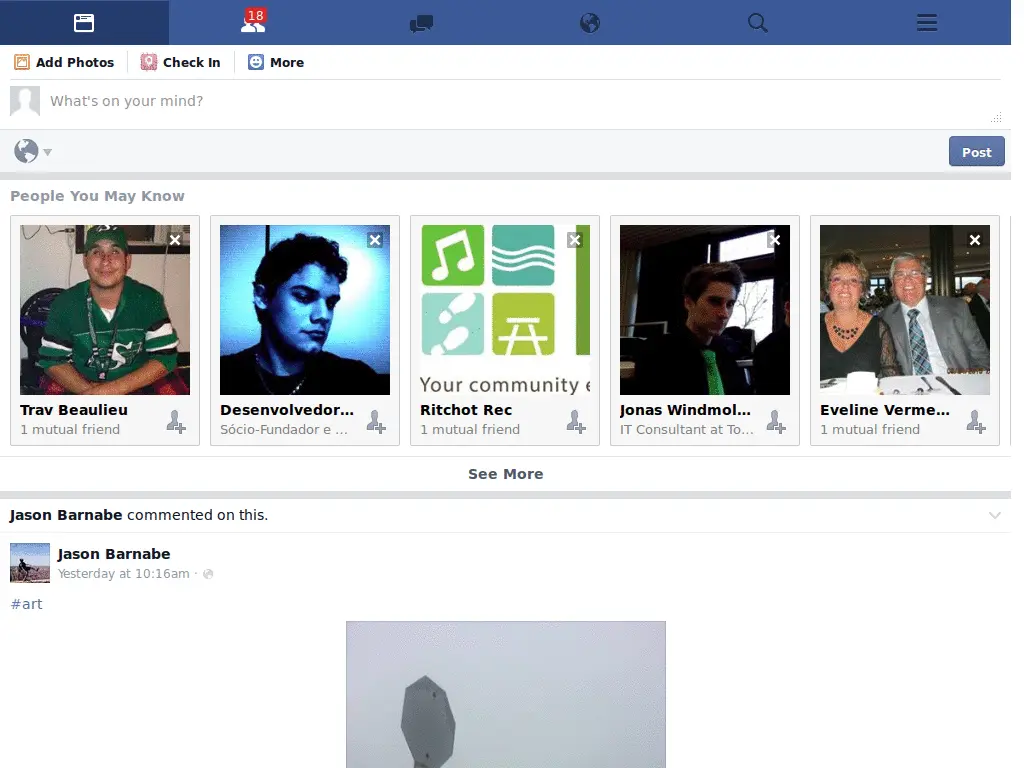 18
Add Photos Check In More
What's on your mind?
Post
People You May Know
Your community
Trav Beaulieu
1 mutual friend
Desenvolvedor...
Sócio-Fundador e ...
Ritchot Rec
1 mutual friend
Jonas Windmol...
IT Consultant at To...
Eveline Verme...
1 mutual friend
See More
Jason Barnabe commented on this.
Jason Barnabe
Yesterday at 10:16am ·
#art